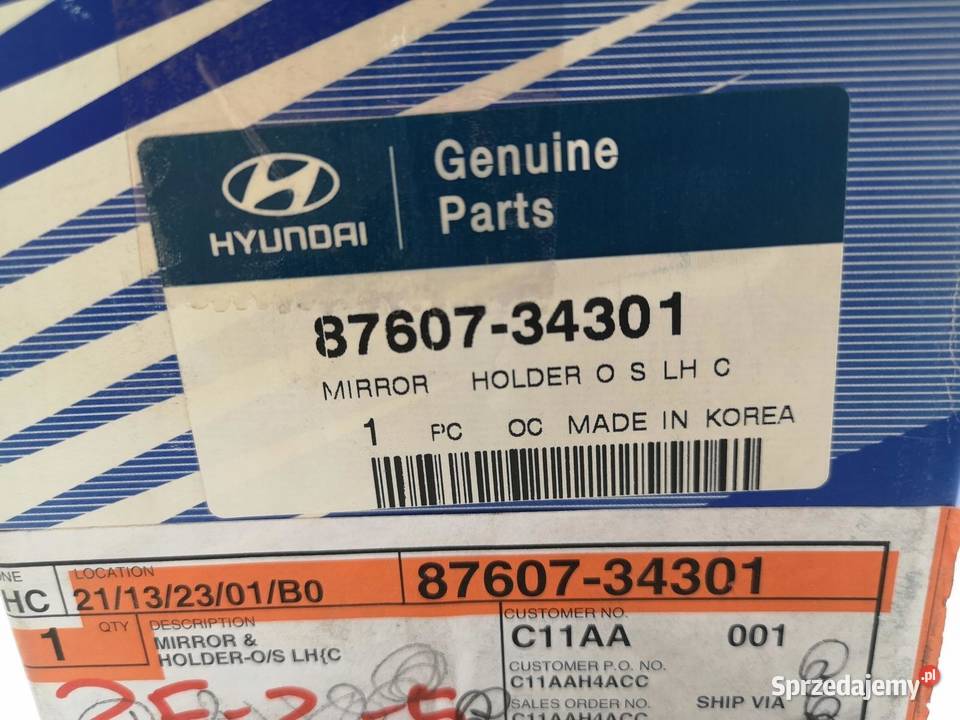 HYUNDAI
Genuine
Parts
87607-34301
MIRROR HOLDER O S LH C
1 PC OC MADE IN KOREA
NE
HC
LOCATION
21/13/23/01/B0
87607-34301
QTY
1
DESCRIPTION
MIRROR &
HOLDER-O/S LH{C
CUSTOMER NO.
C11AA 001
CUSTOMER P.O. NO.
C11AAH4ACC
SALES ORDER NO.
C11AAH4ACC
SHIP VIA
Sprzedajemy.pl